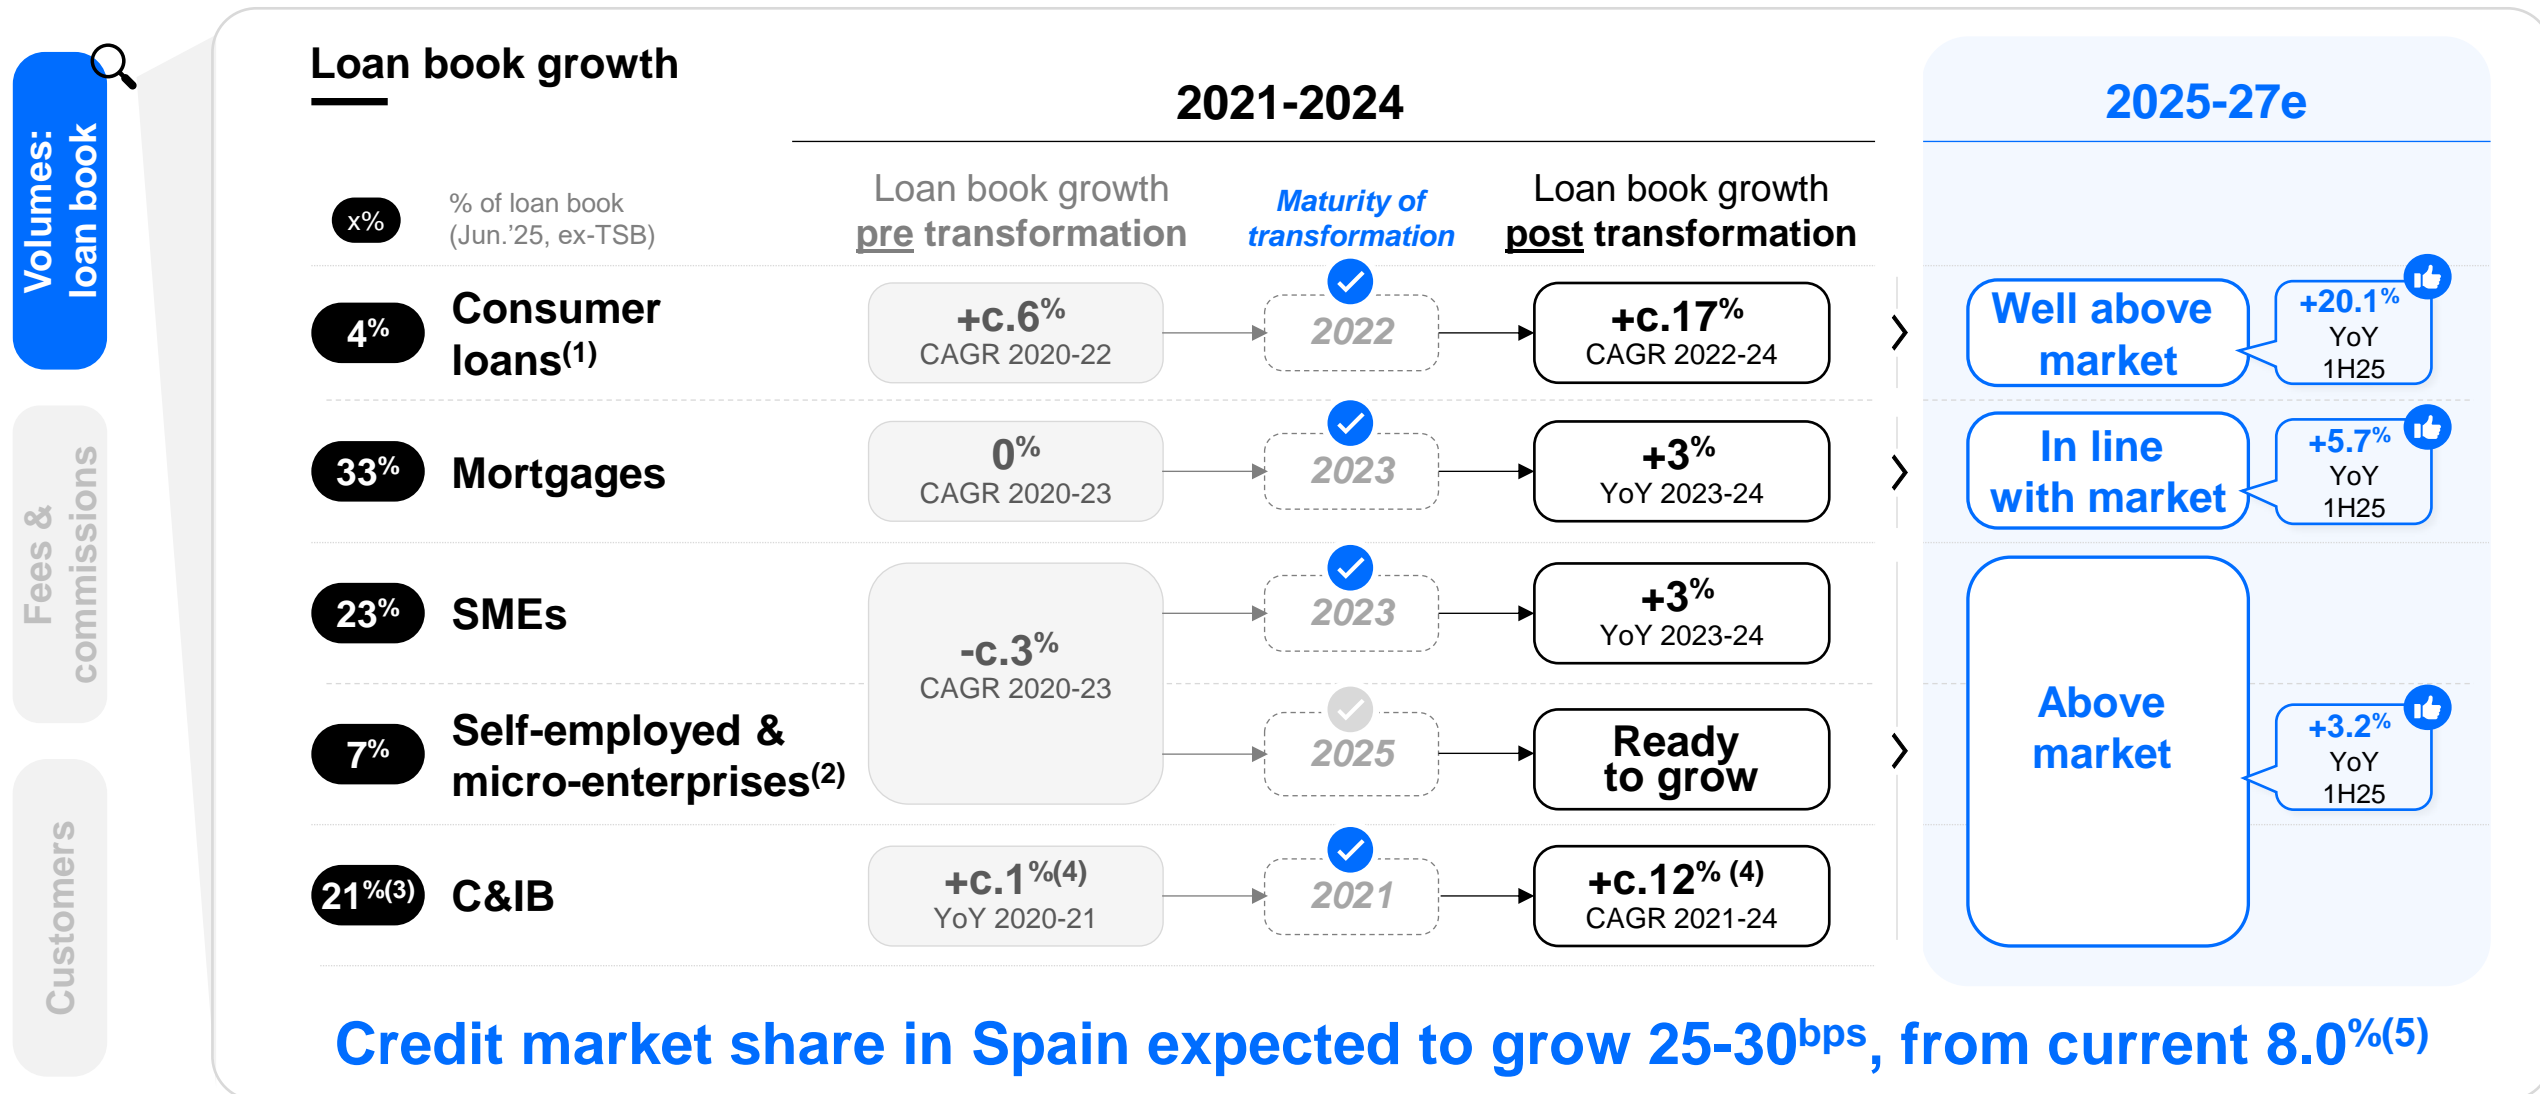 Volumes:
loan book
Fees &
commissions
Customers
Loan book growth
2021-2024
2025-27e
x%
% of loan book
(Jun.'25, ex-TSB)
Loan book growth
pre transformation
Maturity of
transformation
Loan book growth
post transformation
4%
Consumer
loans(1)
+c.6%
CAGR 2020-22
2022
+c.17%
CAGR 2022-24
Well above
market
+20.1%
YoY
1H25
33%
Mortgages
0%
CAGR 2020-23
2023
+3%
YoY 2023-24
In line
with market
+5.7%
YoY
1H25
23%
SMEs
-c.3%
CAGR 2020-23
2023
+3%
YoY 2023-24
7%
Self-employed &
micro-enterprises(2)
2025
Ready
to grow
Above
market
+3.2%
YoY
1H25
21%(3)
C&IB
+c.1%(4)
YoY 2020-21
2021
+c.12% (4)
CAGR 2021-24
Credit market share in Spain expected to grow 25-30bps, from current 8.0%(5)